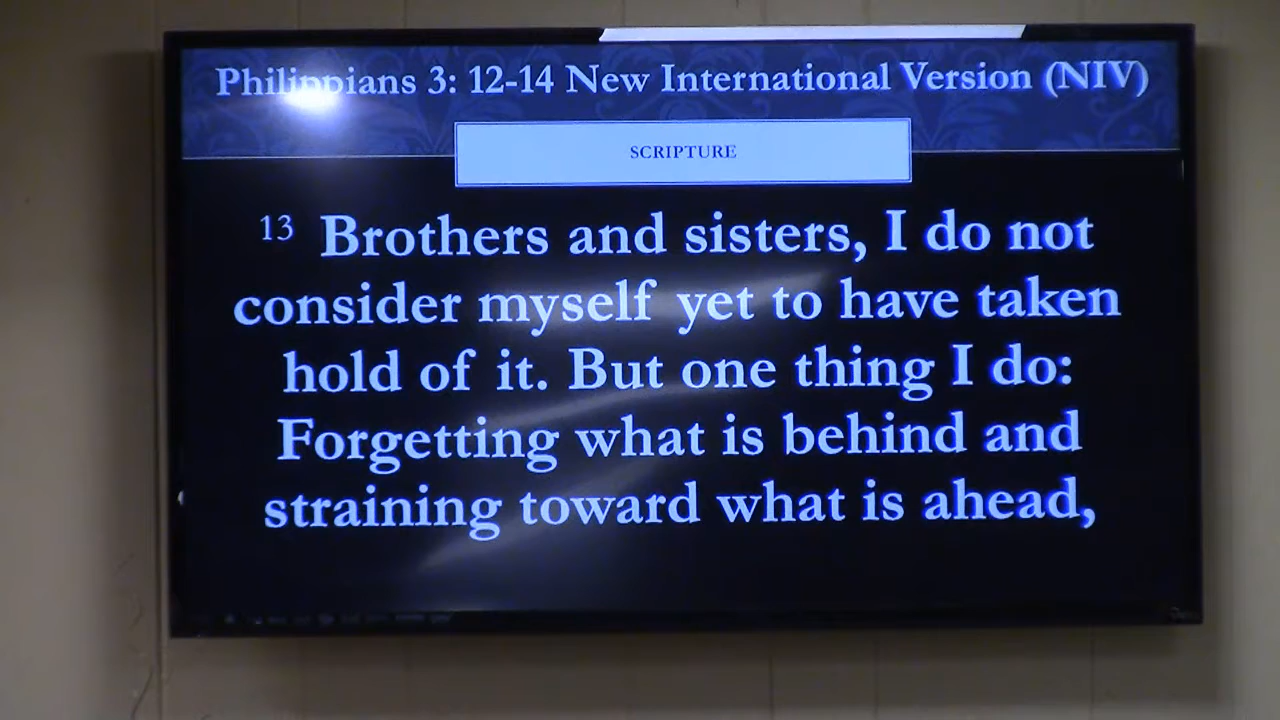 Philippians 3: 12-14 New International Version (NIV)
SCRIPTURE
13 Brothers and sisters, I do not
consider myself yet to have taken
hold of it. But one thing I do:
Forgetting what is behind and
straining toward what is ahead,